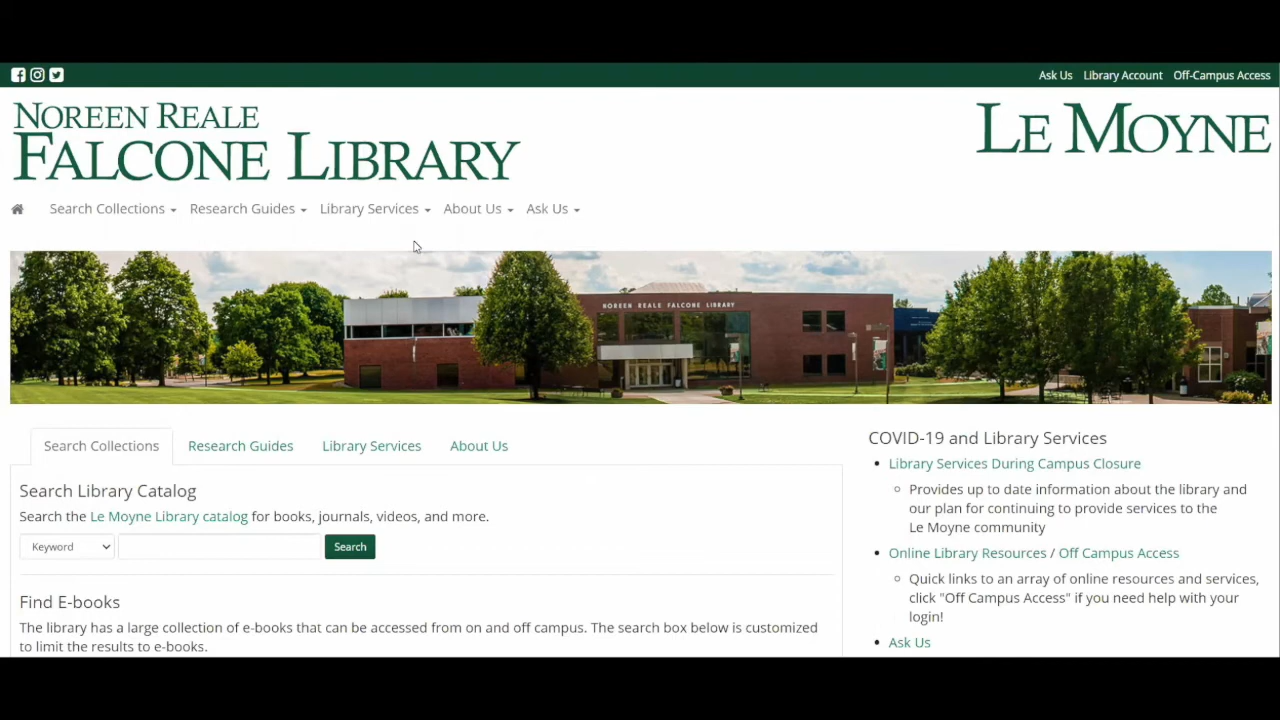 Ask Us Library Account Off-Campus Access
NOREEN REALE
FALCONE LIBRARY
LE MOYNE
Search Collections Research Guides Library Services About Us Ask Us
NOREEN REALE FALCONE LIBRARY
Search Collections Research Guides Library Services About Us
Search Library Catalog
Search the Le Moyne Library catalog for books, journals, videos, and more.
Keyword Search
Find E-books
The library has a large collection of e-books that can be accessed from on and off campus. The search box below is customized
to limit the results to e-books.
COVID-19 and Library Services
Library Services During Campus Closure
Provides up to date information about the library and
our plan for continuing to provide services to the
Le Moyne community
Online Library Resources / Off Campus Access
Quick links to an array of online resources and services,
click "Off Campus Access" if you need help with your
login!
Ask Us